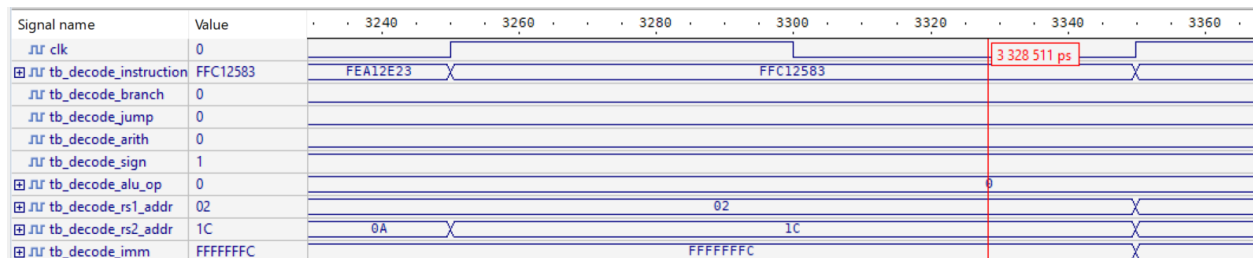 Signal name Value 3240 3260 3280 3300 3320 3340 3360
clk 0 3 328 511 ps
tb_decode_instruction FFC12583 FEA12E23 FFC12583
tb_decode_branch 0
tb_decode_jump 0
tb_decode_arith 0
tb_decode_sign 1
tb_decode_alu_op 0 0
tb_decode_rs1_addr 02 02
tb_decode_rs2_addr 1C 0A 1C
tb_decode_imm FFFFFFFC FFFFFFFC